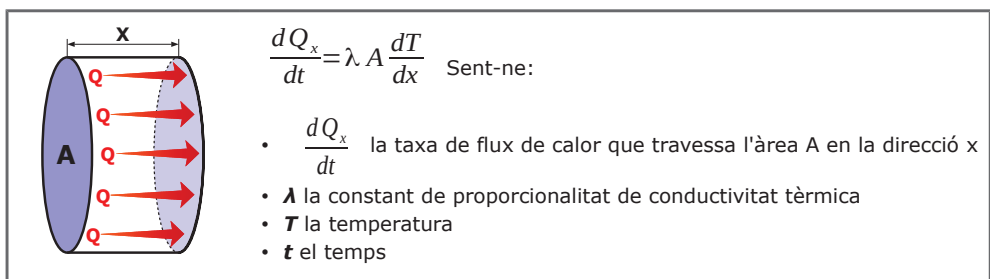 X
Q
Q
A Q
Q
Q
dQₓ/dt = λ A dT/dx Sent-ne:
• dQₓ/dt la taxa de flux de calor que travessa l'àrea A en la direcció x
• λ la constant de proporcionalitat de conductivitat tèrmica
• T la temperatura
• t el temps